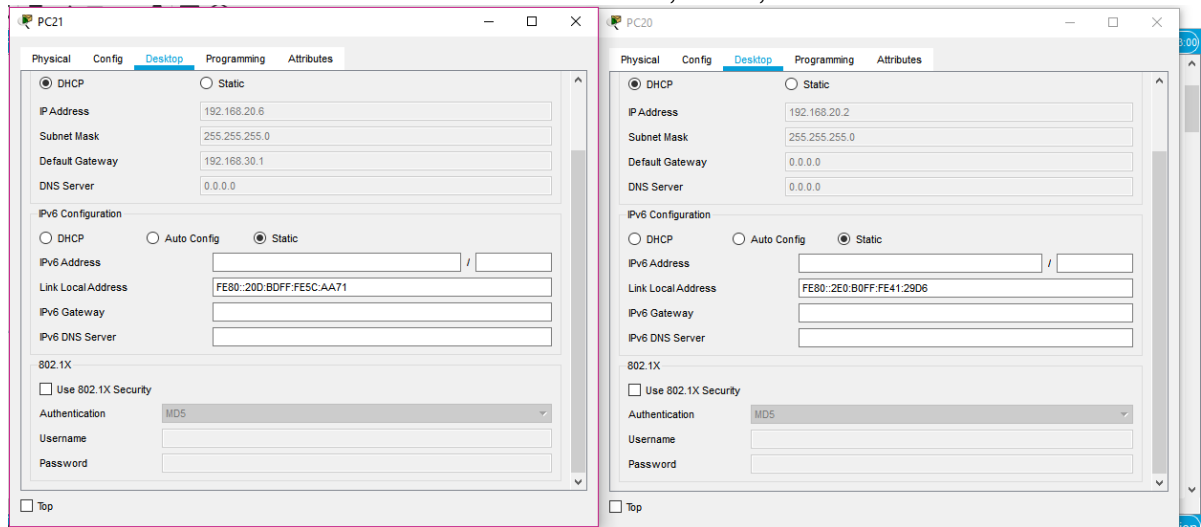 PC21
Physical Config Desktop Programming Attributes
DHCP Static
IP Address 192.168.20.6
Subnet Mask 255.255.255.0
Default Gateway 192.168.30.1
DNS Server 0.0.0.0
IPv6 Configuration
DHCP Auto Config Static
IPv6 Address /
Link Local Address FE80::20D:BDFF:FE5C:AA71
IPv6 Gateway
IPv6 DNS Server
802.1X
Use 802.1X Security
Authentication MD5
Username
Password
Top
PC20
Physical Config Desktop Programming Attributes
DHCP Static
IP Address 192.168.20.2
Subnet Mask 255.255.255.0
Default Gateway 0.0.0.0
DNS Server 0.0.0.0
IPv6 Configuration
DHCP Auto Config Static
IPv6 Address /
Link Local Address FE80::2E0:B0FF:FE41:29D6
IPv6 Gateway
IPv6 DNS Server
802.1X
Use 802.1X Security
Authentication MD5
Username
Password
Top